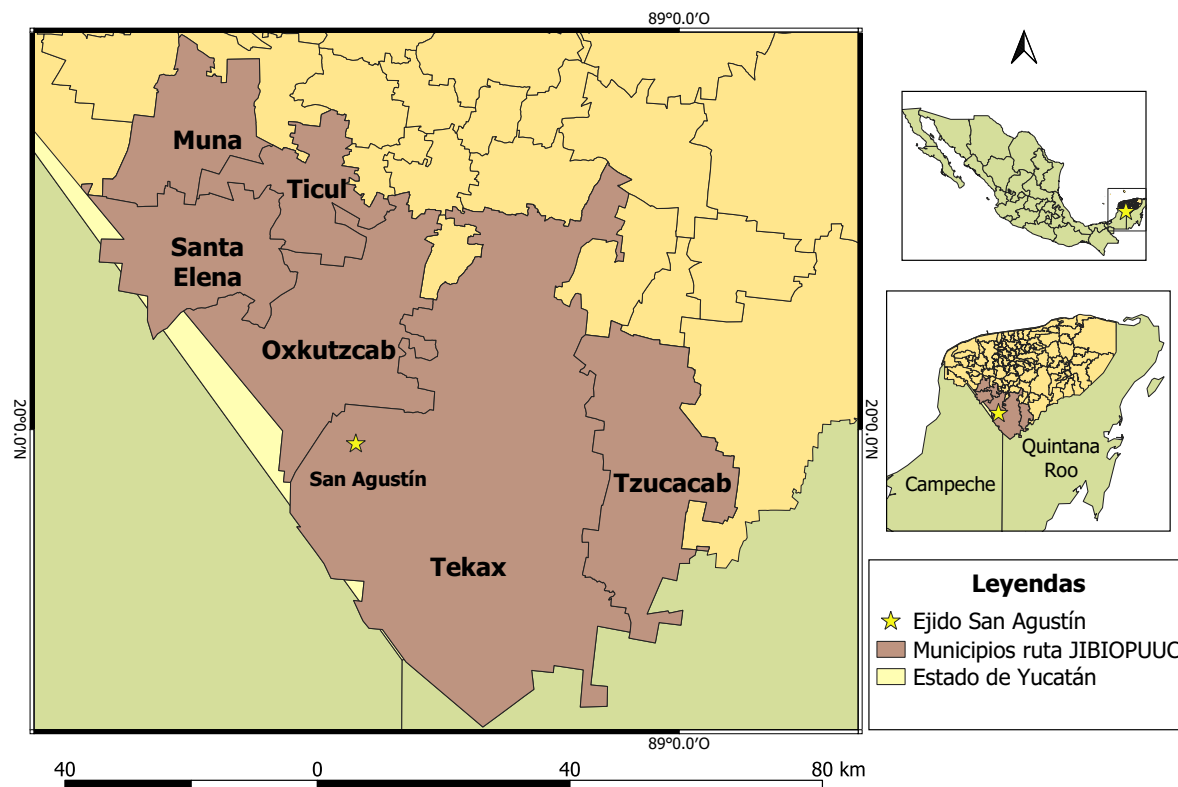 89°0.0'O
Muna
Ticul
Santa
Elena
Oxkutzcab
20°0.0'N
20°0.0'N
San Agustín
Tzucacab
Tekax
89°0.0'O
40
0
40
80 km
Quintana
Roo
Campeche
Leyendas
Ejido San Agustín
Municipios ruta JIBIOPUUC
Estado de Yucatán